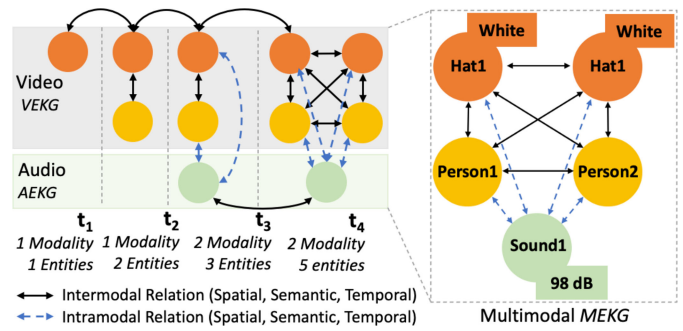 Video
VEKG
Audio
AEKG
t1
t2
t3
t4
1 Modality
1 Entities
1 Modality
2 Entities
2 Modality
3 Entities
2 Modality
5 entities
Intermodal Relation (Spatial, Semantic, Temporal)
Intramodal Relation (Spatial, Semantic, Temporal)
White
White
Hat1
Hat1
Person1
Person2
Sound1
98 dB
Multimodal MEKG